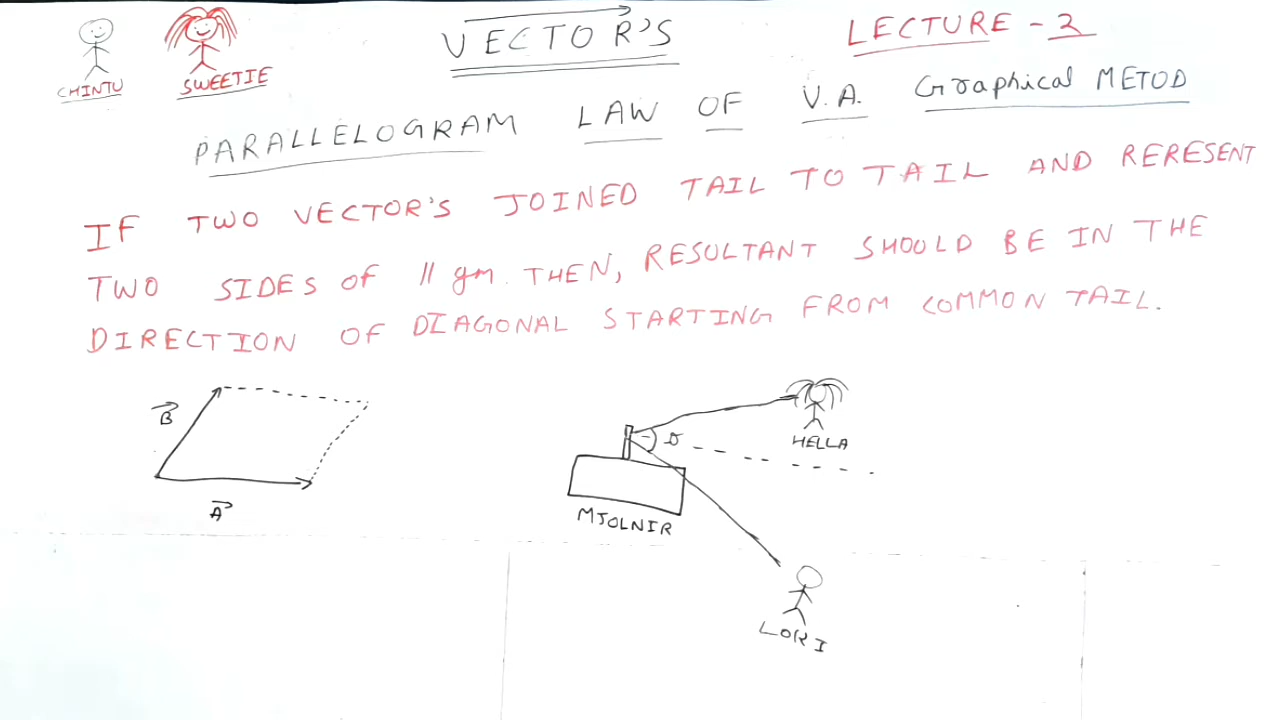 VECTOR'S
LECTURE - 2
CHINTU
SWEETIE
PARALLELOGRAM LAW OF V.A. Graphical METOD
IF TWO VECTOR'S JOINED TAIL TO TAIL AND RERESENT
TWO SIDES OF || gm. THEN, RESULTANT SHOULD BE IN THE
DIRECTION OF DIAGONAL STARTING FROM COMMON TAIL.
B
A
HELLA
MJOLNIR
LOKI